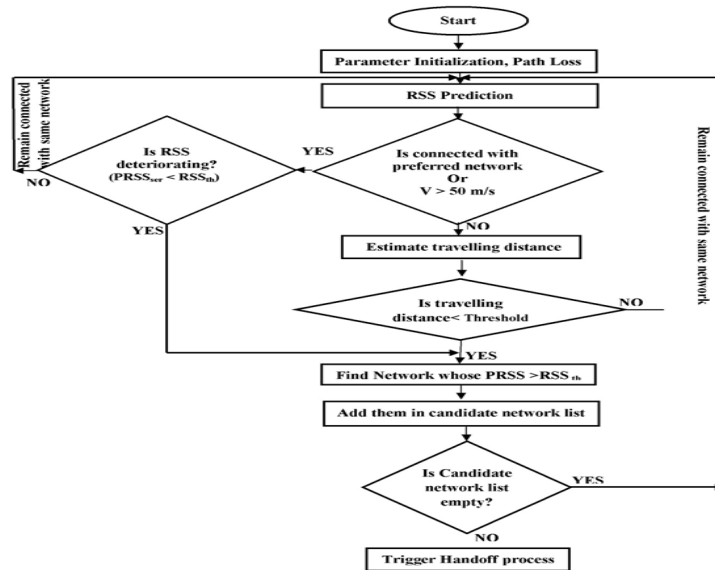 Start
Parameter Initialization, Path Loss
RSS Prediction
Remain connected
with same network
Is RSS
deteriorating?
(PRSSser < RSSth)
YES
NO
YES
Is connected with
preferred network
Or
V > 50 m/s
NO
Estimate travelling distance
Is travelling
distance< Threshold
NO
YES
Remain connected with same network
Find Network whose PRSS >RSS th
Add them in candidate network list
Is Candidate
network list
empty?
YES
NO
Trigger Handoff process